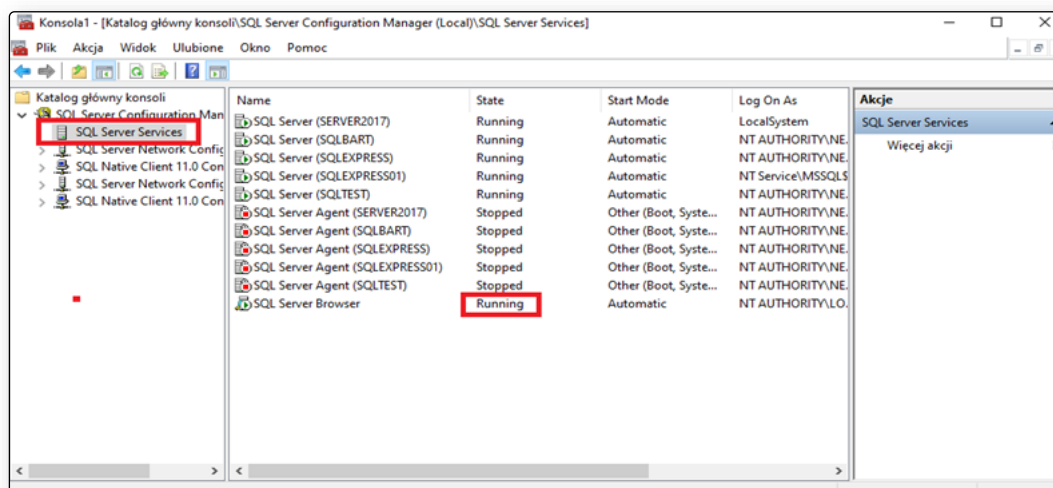 Konsola1 - [Katalog główny konsoli\SQL Server Configuration Manager (Local)\SQL Server Services]
Plik Akcja Widok Ulubione Okno Pomoc
Katalog główny konsoli
SQL Server Configuration Man
SQL Server Services
SQL Server Network Config
SQL Native Client 11.0 Con
SQL Server Network Config
SQL Native Client 11.0 Con
Name State Start Mode Log On As
SQL Server (SERVER2017) Running Automatic LocalSystem
SQL Server (SQLBART) Running Automatic NT AUTHORITY\NE.
SQL Server (SQLEXPRESS) Running Automatic NT AUTHORITY\NE.
SQL Server (SQLEXPRESS01) Running Automatic NT Service\MSSQL$
SQL Server (SQLTEST) Running Automatic NT AUTHORITY\NE.
SQL Server Agent (SERVER2017) Stopped Other (Boot, Syste... NT AUTHORITY\NE.
SQL Server Agent (SQLBART) Stopped Other (Boot, Syste... NT AUTHORITY\NE.
SQL Server Agent (SQLEXPRESS) Stopped Other (Boot, Syste... NT AUTHORITY\NE.
SQL Server Agent (SQLEXPRESS01) Stopped Other (Boot, Syste... NT AUTHORITY\NE.
SQL Server Agent (SQLTEST) Stopped Other (Boot, Syste... NT AUTHORITY\NE.
SQL Server Browser Running Automatic NT AUTHORITY\LO.
Akcje
SQL Server Services
Więcej akcji